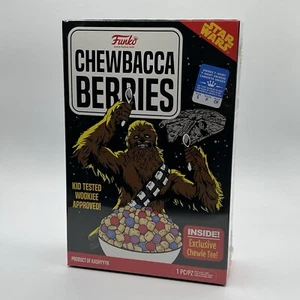 Funko
STAR
WARS
CHEWBACCA
BERRIES
KID TESTED
WOOKIEE
APPROVED!
INSIDE!
Exclusive
Chewie Tee!
PRODUCT OF KASHYYYK
1 PC/PZ